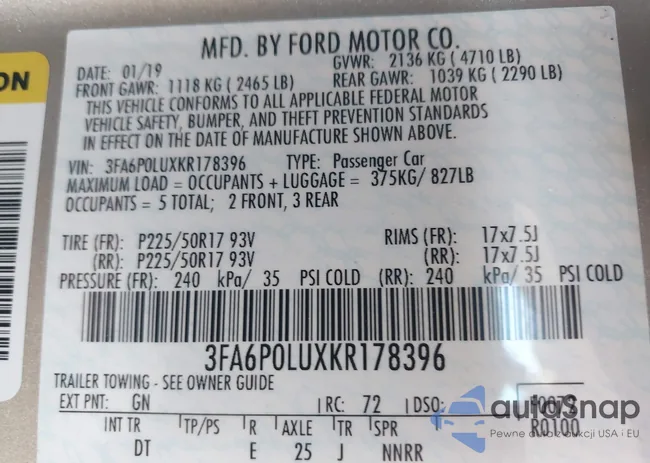 ON
MFD. BY FORD MOTOR CO.
DATE: 01/19 GVWR: 2136 KG ( 4710 LB)
FRONT GAWR: 1118 KG ( 2465 LB) REAR GAWR: 1039 KG ( 2290 LB)
THIS VEHICLE CONFORMS TO ALL APPLICABLE FEDERAL MOTOR
VEHICLE SAFETY, BUMPER, AND THEFT PREVENTION STANDARDS
IN EFFECT ON THE DATE OF MANUFACTURE SHOWN ABOVE.
VIN: 3FA6P0LUXKR178396 TYPE: Passenger Car
MAXIMUM LOAD = OCCUPANTS + LUGGAGE = 375KG/ 827LB
OCCUPANTS = 5 TOTAL; 2 FRONT, 3 REAR
TIRE (FR): P225/50R17 93V RIMS (FR): 17x7.5J
(RR): P225/50R17 93V (RR): 17x7.5J
PRESSURE (FR): 240 kPa/ 35 PSI COLD (RR): 240 kPa/ 35 PSI COLD
3FA6P0LUXKR178396
TRAILER TOWING - SEE OWNER GUIDE
EXT PNT: GN RC: 72 DSO:
INT TR TP/PS R AXLE TR SPR R0100
DT E 25 J NNRR
autoSnap
Pewne auto z aukcji USA i EU